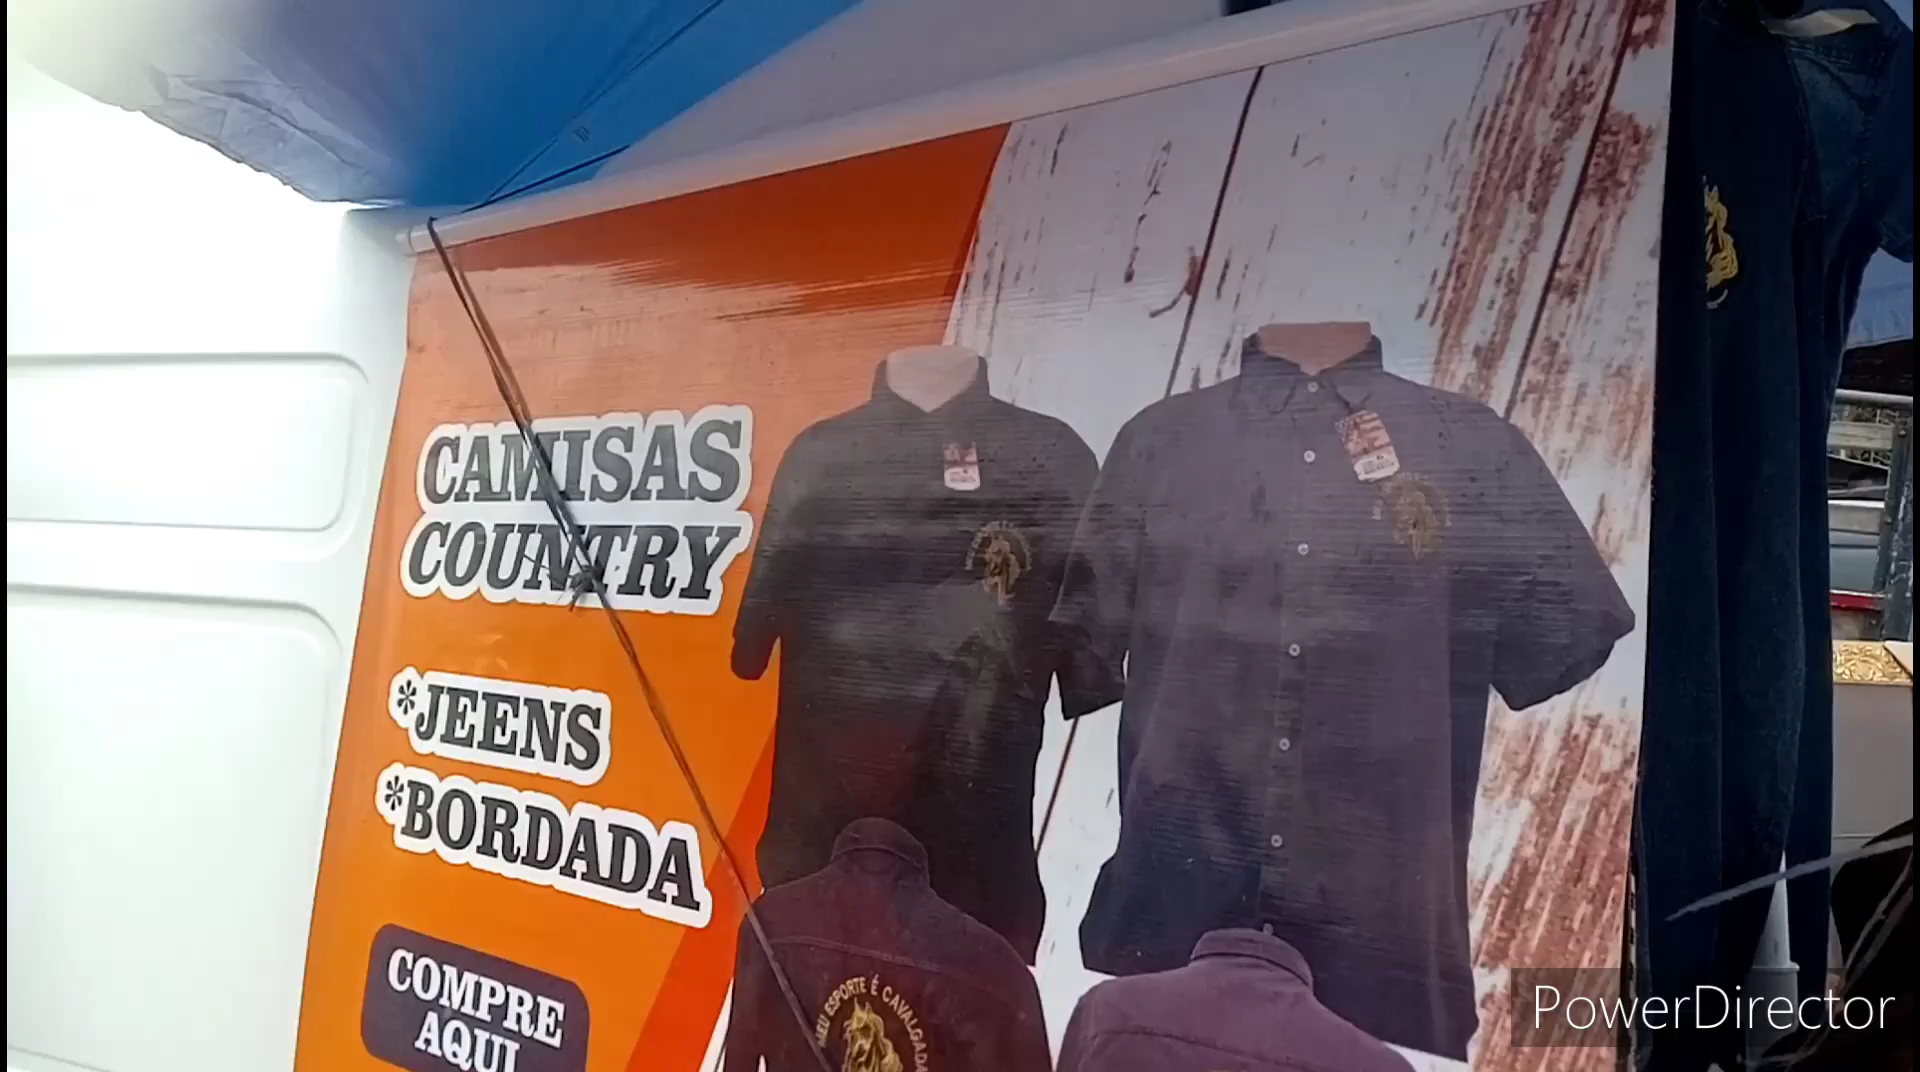 CAMISAS
COUNTRY
*JEENS
*BORDADA
COMPRE
AQUI
MEU ESPORTE É CAVALGADA
PowerDirector